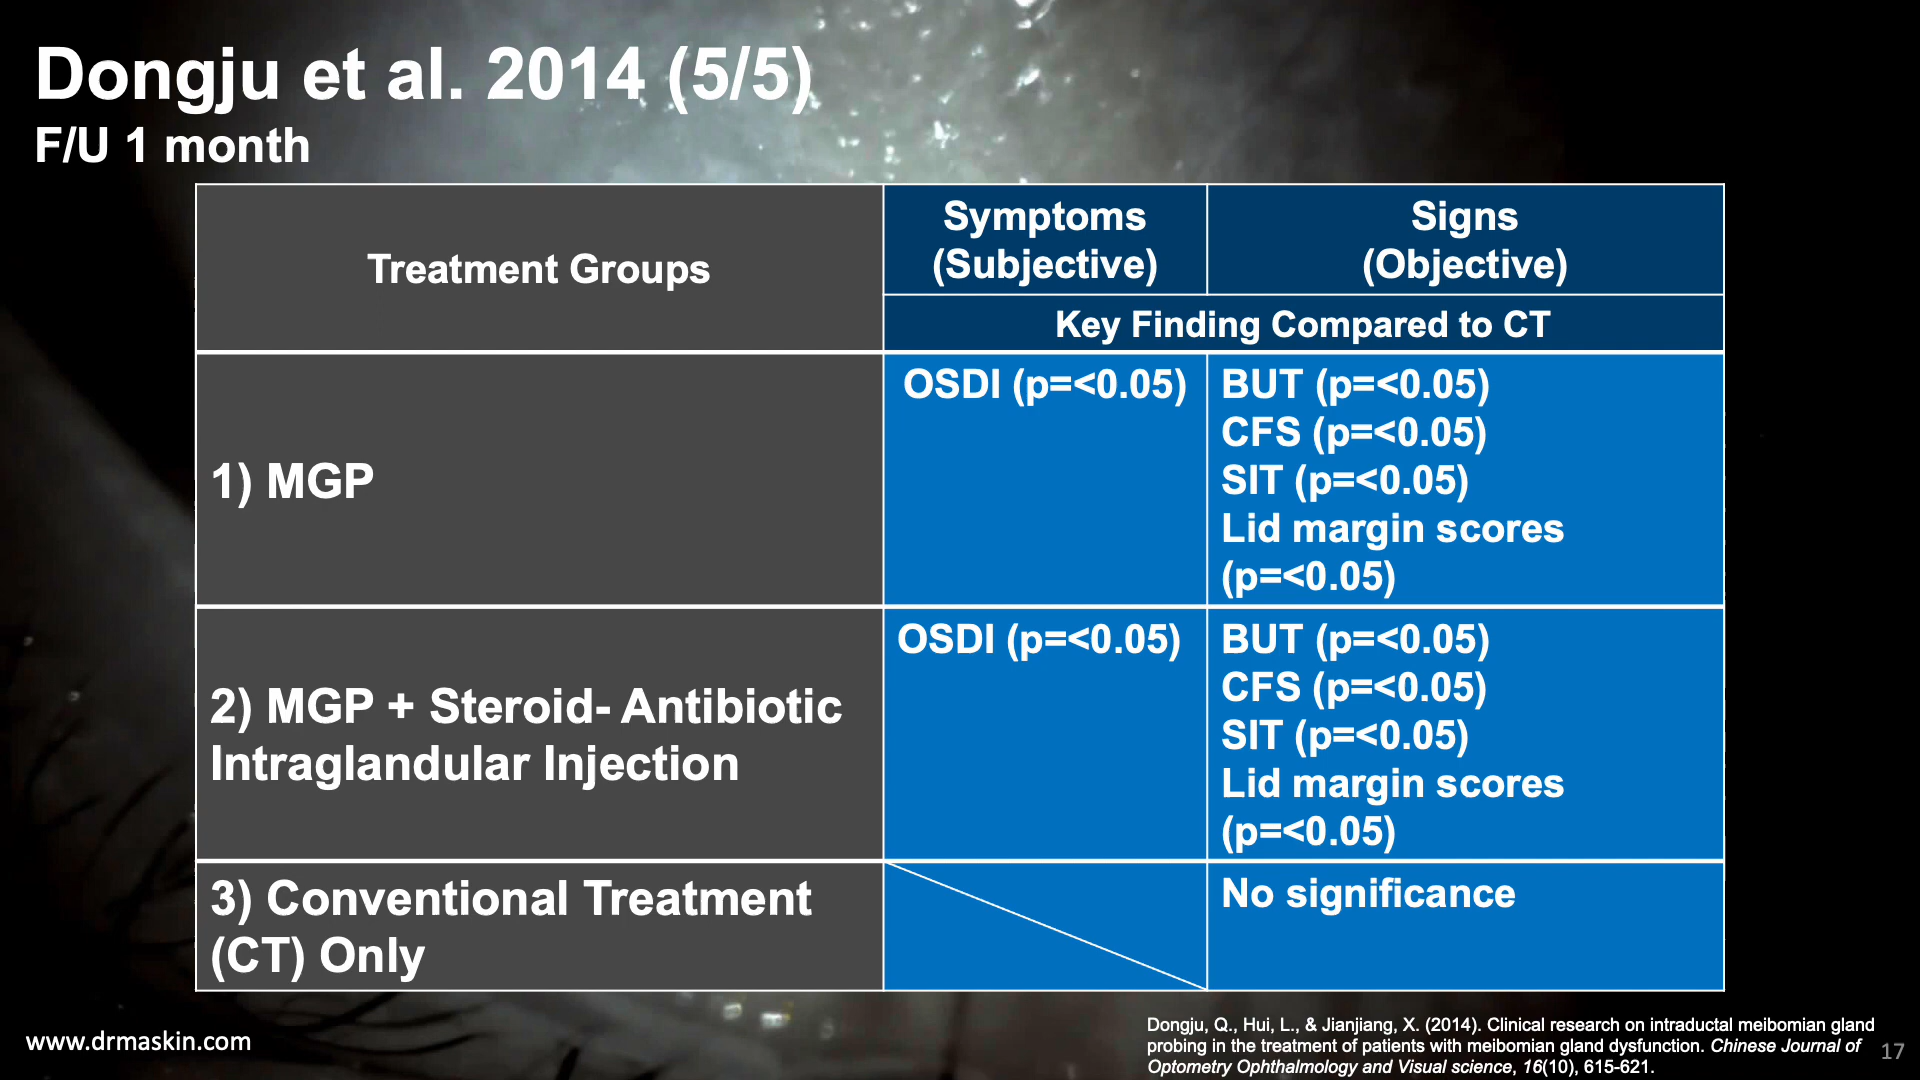 Dongju et al. 2014 (5/5)
F/U 1 month
Treatment Groups
Symptoms
(Subjective)
Signs
(Objective)
Key Finding Compared to CT
1) MGP
OSDI (p=<0.05)
BUT (p=<0.05)
CFS (p=<0.05)
SIT (p=<0.05)
Lid margin scores
(p=<0.05)
2) MGP + Steroid- Antibiotic
Intraglandular Injection
OSDI (p=<0.05)
BUT (p=<0.05)
CFS (p=<0.05)
SIT (p=<0.05)
Lid margin scores
(p=<0.05)
3) Conventional Treatment
(CT) Only
No significance
www.drmaskin.com
Dongju, Q., Hui, L., & Jianjiang, X. (2014). Clinical research on intraductal meibomian gland
probing in the treatment of patients with meibomian gland dysfunction. Chinese Journal of
Optometry Ophthalmology and Visual science, 16(10), 615-621.
17